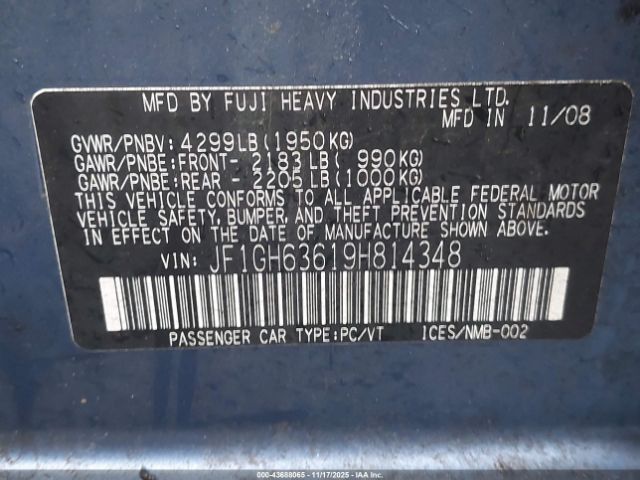 MFD BY FUJI HEAVY INDUSTRIES LTD.
MFD IN 11/08
GVWR/PNBV: 4299LB(1950KG)
GAWR/PNBE:FRONT- 2183LB( 990KG)
GAWR/PNBE:REAR - 2205LB(1000KG)
THIS VEHICLE CONFORMS TO ALL APPLICABLE FEDERAL MOTOR
VEHICLE SAFETY, BUMPER, AND THEFT PREVENTION STANDARDS
IN EFFECT ON THE DATE OF MANUFACTURE SHOWN ABOVE.
VIN: JF1GH63619H814348
PASSENGER CAR TYPE:PC/VT ICES/NMB-002
© IAA - 43688065 - 11/17/2025 - IAAI.COM